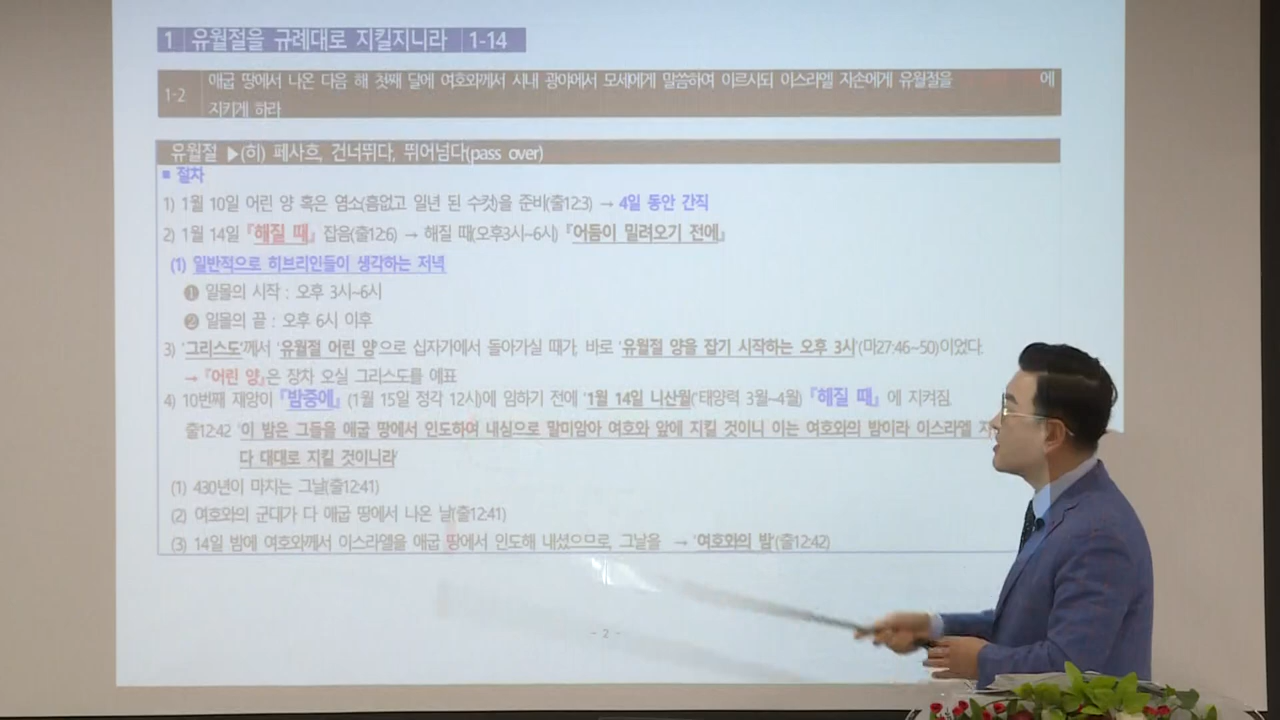 1 유월절을 규례대로 지킬지니라 1-14
1-2 애굽 땅에서 나온 다음 해 첫째 달에 여호와께서 시내 광야에서 모세에게 말씀하여 이르시되 이스라엘 자손에게 유월절을 에
지키게 하라
유월절 ▶(히) 페사흐, 건너뛰다, 뛰어넘다(pass over)
■ 절차
1) 1월 10일 어린 양 혹은 염소(흠없고 일년 된 수컷)을 준비(출12:3) → 4일 동안 간직
2) 1월 14일 『해질 때』 잡음(출12:6) → 해질 때(오후3시~6시) 『어둠이 밀려오기 전에』
(1) 일반적으로 히브리인들이 생각하는 저녁
❶ 일몰의 시작 : 오후 3시~6시
❷ 일몰의 끝 : 오후 6시 이후
3) '그리스도'께서 '유월절 어린 양'으로 십자가에서 돌아가실 때가, 바로 '유월절 양을 잡기 시작하는 오후 3시'(마27:46~50)이었다.
→ 『어린 양』은 장차 오실 그리스도를 예표
4) 10번째 재앙이 『밤중에』 (1월 15일 정각 12시)에 임하기 전에 '1월 14일 니산월'(태양력 3월~4월) 『해질 때』 에 지켜짐.
출12:42 '이 밤은 그들을 애굽 땅에서 인도하여 내심으로 말미암아 여호와 앞에 지킬 것이니 이는 여호와의 밤이라 이스라엘 자
다 대대로 지킬 것이니라'
(1) 430년이 마치는 그날(출12:41)
(2) 여호와의 군대가 다 애굽 땅에서 나온 날(출12:41)
(3) 14일 밤에 여호와께서 이스라엘을 애굽 땅에서 인도해 내셨으므로, 그날을 → '여호와의 밤'(출12:42)
- 2 -